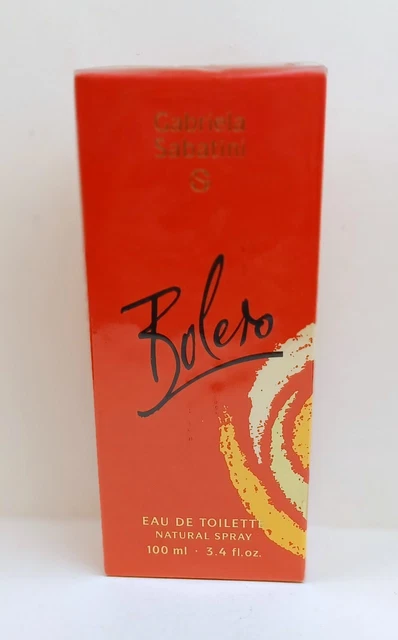 Gabriela
Sabatini
Bolero
EAU DE TOILETTE
NATURAL SPRAY
100 ml · 3.4 fl.oz.